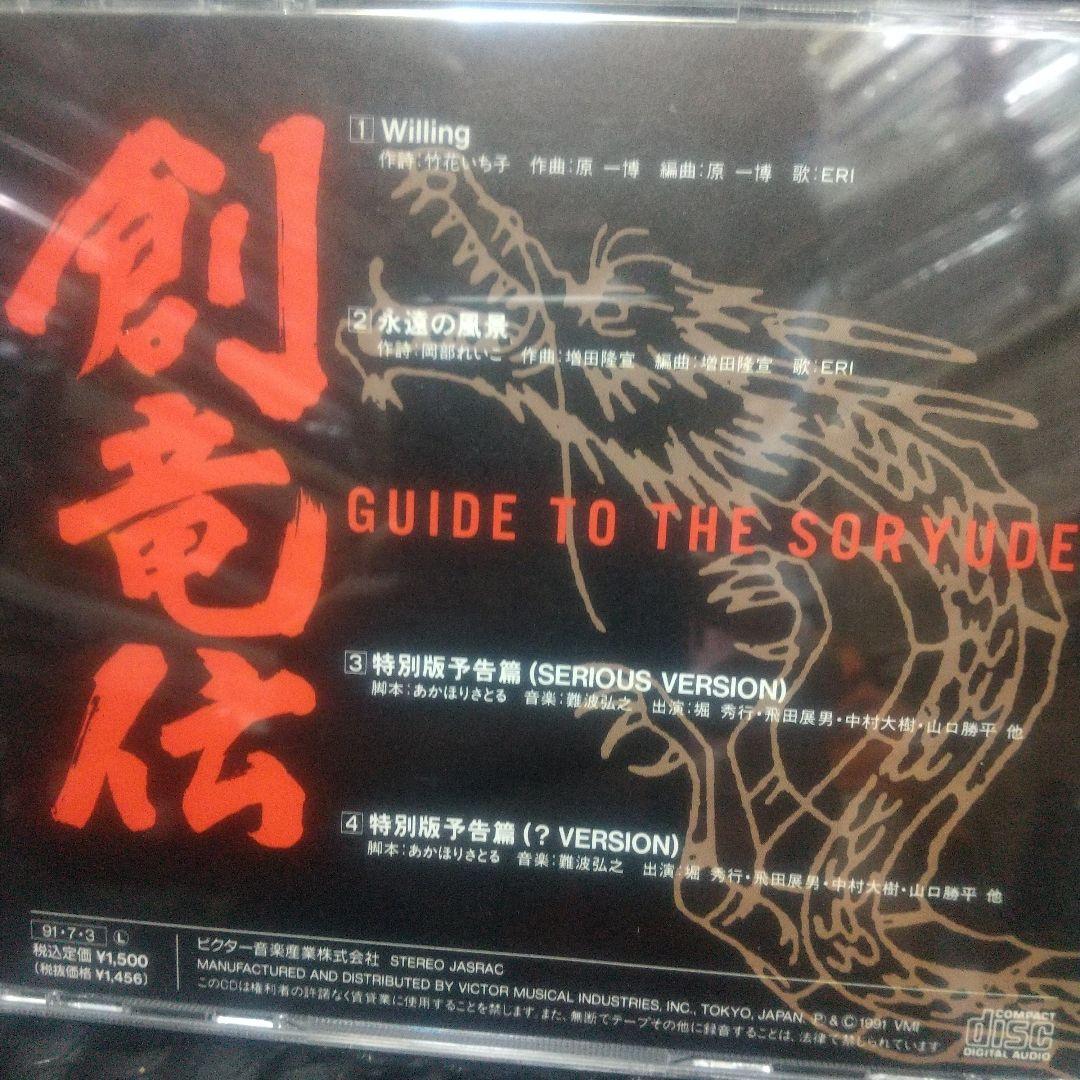 創竜伝
1 Willing
作詩:竹花いち子 作曲:原 一博 編曲:原 一博 歌:ERI
2 永遠の風景
作詩:岡部れいこ 作曲:増田隆宣 編曲:増田隆宣 歌:ERI
GUIDE TO THE SORYUDE
3 特別版予告篇 (SERIOUS VERSION)
脚本:あかほりさとる 音楽:難波弘之 出演:堀 秀行・飛田展男・中村大樹・山口勝平 他
4 特別版予告篇 (? VERSION)
脚本:あかほりさとる 音楽:難波弘之 出演:堀 秀行・飛田展男・中村大樹・山口勝平 他
91・7・3 Ⓛ
税込定価 ¥1,500
(税抜価格 ¥1,456)
ビクター音楽産業株式会社 STEREO JASRAC
MANUFACTURED AND DISTRIBUTED BY VICTOR MUSICAL INDUSTRIES, INC., TOKYO, JAPAN. P. & © 1991 VMI
このCDは権利者の許諾なく賃貸業に使用することを禁じます。また、無断でテープその他に録音することは、法律で禁じられています。
COMPACT
disc
DIGITAL AUDIO